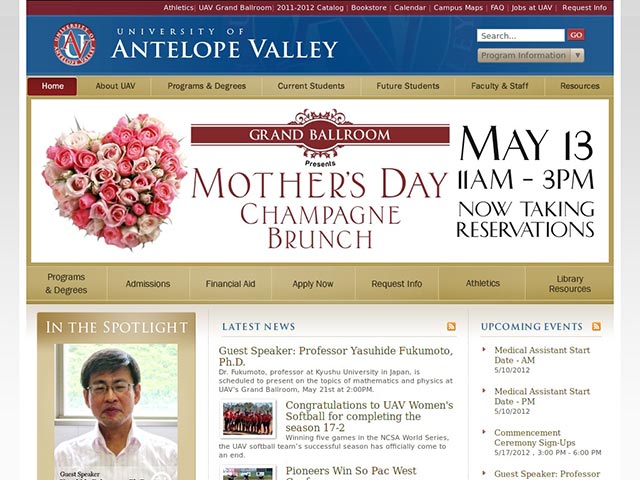 Athletics| UAV Grand Ballroom| 2011-2012 Catalog | Bookstore | Calendar | Campus Maps | FAQ | Jobs at UAV | Request Info
UNIVERSITY OF
ANTELOPE VALLEY
Search... GO
Program Information
Home About UAV Programs & Degrees Current Students Future Students Faculty & Staff Resources
GRAND BALLROOM
Presents
MOTHER'S DAY
CHAMPAGNE
BRUNCH
MAY 13
11AM – 3PM
NOW TAKING
RESERVATIONS
Programs
& Degrees
Admissions
Financial Aid
Apply Now
Request Info
Athletics
Library
Resources
IN THE SPOTLIGHT
Guest Speaker
LATEST NEWS
Guest Speaker: Professor Yasuhide Fukumoto,
Ph.D.
Dr. Fukumoto, professor at Kyushu University in Japan, is
scheduled to present on the topics of mathematics and physics at
UAV's Grand Ballroom, May 21st at 2:00PM.
Congratulations to UAV Women's
Softball for completing the
season 17-2
Winning five games in the NCSA World Series,
the UAV softball team's successful season has officially come to
an end.
Pioneers Win So Pac West
UPCOMING EVENTS
Medical Assistant Start
Date - AM
5/10/2012
Medical Assistant Start
Date - PM
5/10/2012
Commencement
Ceremony Sign-Ups
5/17/2012 , 3:00 PM - 6:00 PM
Guest Speaker: Professor